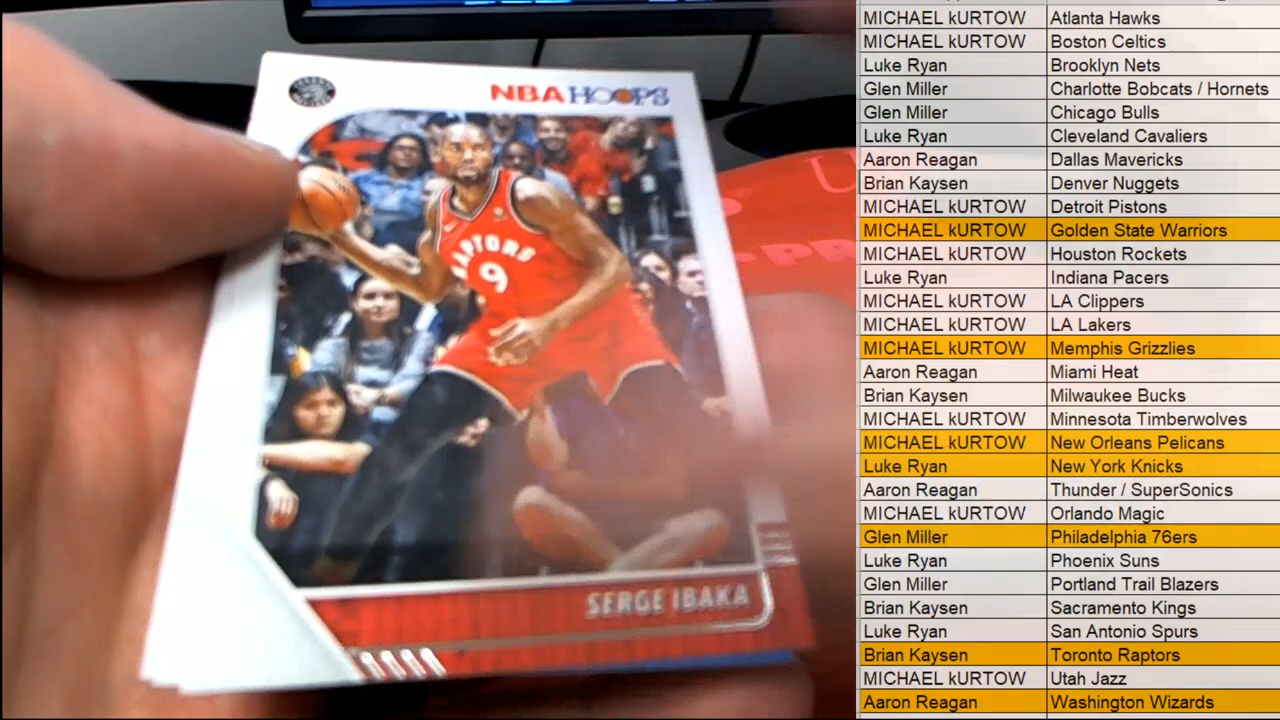 NBA HOOPS
RAPTORS
9
SERGE IBAKA
MICHAEL kURTOW Atlanta Hawks
MICHAEL kURTOW Boston Celtics
Luke Ryan Brooklyn Nets
Glen Miller Charlotte Bobcats / Hornets
Glen Miller Chicago Bulls
Luke Ryan Cleveland Cavaliers
Aaron Reagan Dallas Mavericks
Brian Kaysen Denver Nuggets
MICHAEL kURTOW Detroit Pistons
MICHAEL kURTOW Golden State Warriors
MICHAEL kURTOW Houston Rockets
Luke Ryan Indiana Pacers
MICHAEL kURTOW LA Clippers
MICHAEL kURTOW LA Lakers
MICHAEL kURTOW Memphis Grizzlies
Aaron Reagan Miami Heat
Brian Kaysen Milwaukee Bucks
MICHAEL kURTOW Minnesota Timberwolves
MICHAEL kURTOW New Orleans Pelicans
Luke Ryan New York Knicks
Aaron Reagan Thunder / SuperSonics
MICHAEL kURTOW Orlando Magic
Glen Miller Philadelphia 76ers
Luke Ryan Phoenix Suns
Glen Miller Portland Trail Blazers
Brian Kaysen Sacramento Kings
Luke Ryan San Antonio Spurs
Brian Kaysen Toronto Raptors
MICHAEL kURTOW Utah Jazz
Aaron Reagan Washington Wizards